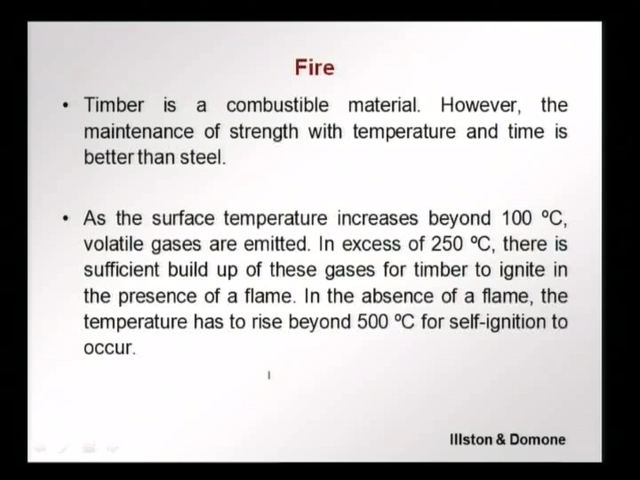 Fire
• Timber is a combustible material. However, the
maintenance of strength with temperature and time is
better than steel.
• As the surface temperature increases beyond 100 ºC,
volatile gases are emitted. In excess of 250 ºC, there is
sufficient build up of these gases for timber to ignite in
the presence of a flame. In the absence of a flame, the
temperature has to rise beyond 500 ºC for self-ignition to
occur.
Illston & Domone